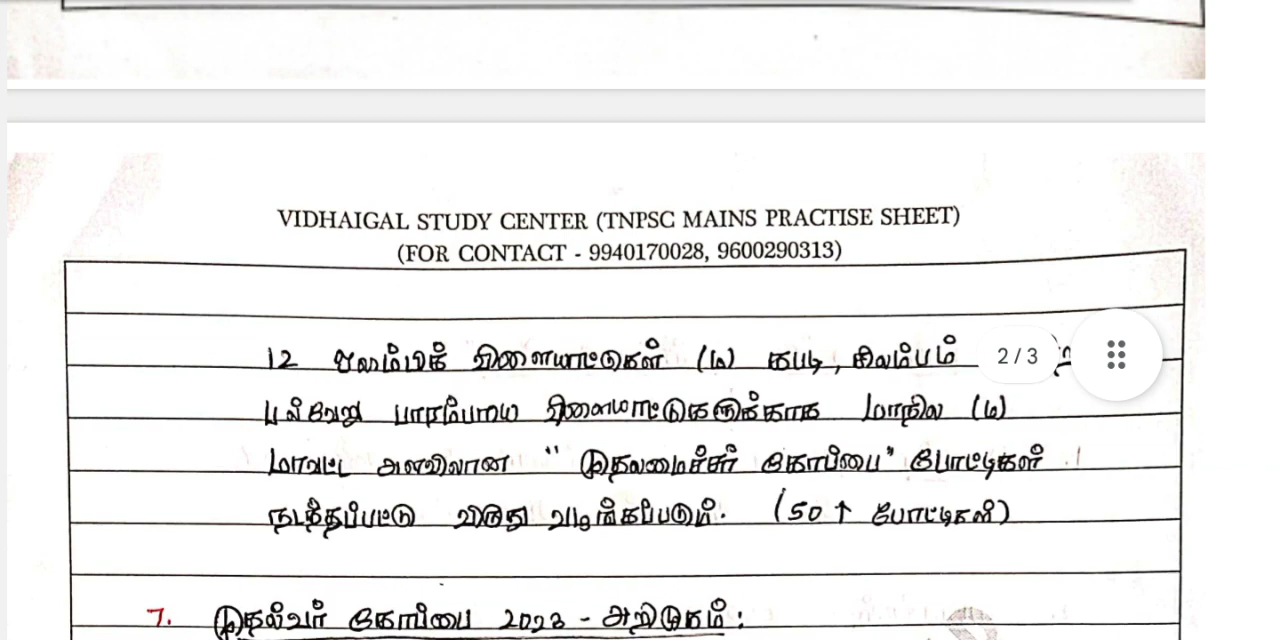 VIDHAIGAL STUDY CENTER (TNPSC MAINS PRACTISE SHEET)
(FOR CONTACT - 9940170028, 9600290313)
12 ஒலம்பிக் விளையாட்டுகள் (ம) கபடி, சிலம்பம்
2 / 3
பல்வேறு பாரம்பரிய விளையாட்டுகளுக்காக மாநில (ம)
மாவட்ட அளவிலான "முதலமைச்சர் கோப்பை" போட்டிகள்
நடத்தப்பட்டு விருது வழங்கப்படும். (50↑ போட்டிகள்)
7. முதல்வர் கோப்பை 2023 - அறிமுகம் :